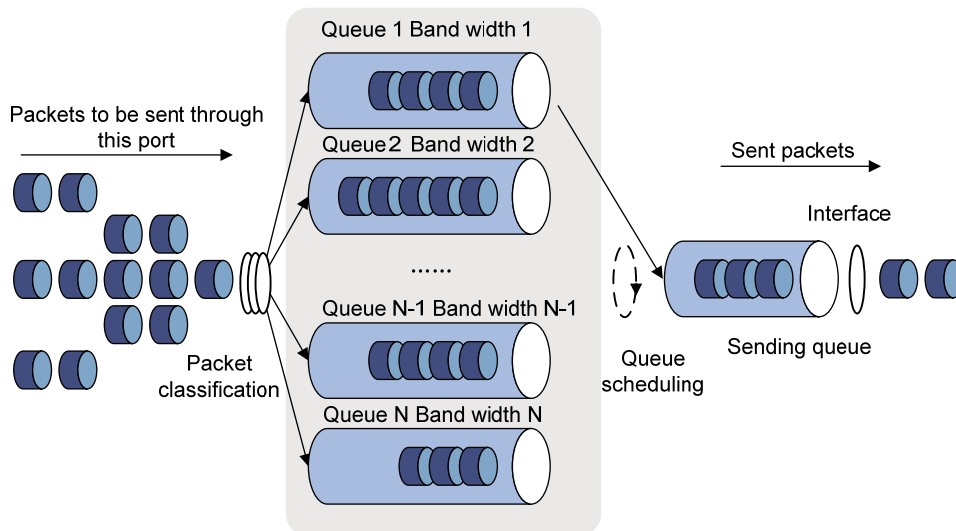 Queue 1 Band width 1
Packets to be sent through
this port
Queue2 Band width 2
Sent packets
Interface
......
Queue N-1 Band width N-1
Packet
classification
Queue
scheduling
Sending queue
Queue N Band width N